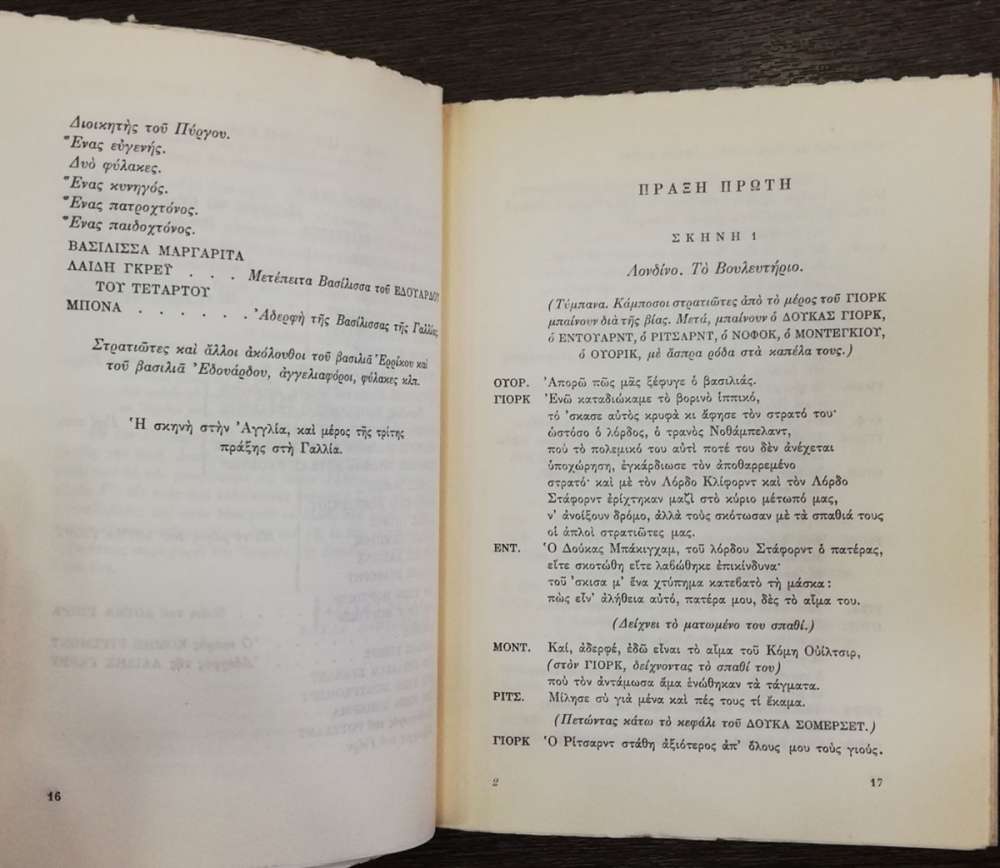 Διοικητὴς τοῦ Πύργου.
Ἕνας εὐγενής.
Δυὸ φύλακες.
Ἕνας κυνηγός.
Ἕνας πατροχτόνος.
Ἕνας παιδοχτόνος.
ΒΑΣΙΛΙΣΣΑ ΜΑΡΓΑΡΙΤΑ
ΛΑΙΔΗ ΓΚΡΕΫ . . . Μετέπειτα Βασίλισσα τοῦ ΕΔΟΥΑΡΔΟΥ
ΤΟΥ ΤΕΤΑΡΤΟΥ
ΜΠΟΝΑ . . . . . . Ἀδερφὴ τῆς Βασίλισσας τῆς Γαλλίας.
Στρατιῶτες καὶ ἄλλοι ἀκόλουθοι τοῦ βασιλιᾶ Ἑρρίκου καὶ
τοῦ βασιλιᾶ Ἐδουάρδου, ἀγγελιαφόροι, φύλακες κλπ.
Ἡ σκηνὴ στὴν Ἀγγλία, καὶ μέρος τῆς τρίτης
πράξης στὴ Γαλλία.
16
ΠΡΑΞΗ ΠΡΩΤΗ
ΣΚΗΝΗ 1
Λονδίνο. Τὸ Βουλευτήριο.
(Τύμπανα. Κάμποσοι στρατιῶτες ἀπὸ τὸ μέρος τοῦ ΓΙΟΡΚ
μπαίνουν διὰ τῆς βίας. Μετά, μπαίνουν ὁ ΔΟΥΚΑΣ ΓΙΟΡΚ,
ὁ ΕΝΤΟΥΑΡΝΤ, ὁ ΡΙΤΣΑΡΝΤ, ὁ ΝΟΦΟΚ, ὁ ΜΟΝΤΕΓΚΙΟΥ,
ὁ ΟΥΟΡΙΚ, μὲ ἄσπρα ρόδα στὰ καπέλα τους.)
ΟΥΟΡ. Ἀπορῶ πῶς μᾶς ξέφυγε ὁ βασιλιάς.
ΓΙΟΡΚ Ἐνῶ καταδιώκαμε τὸ βορινὸ ἱππικό,
τό 'σκασε αὐτὸς κρυφὰ κι ἄφησε τὸν στρατό του·
ὡστόσο ὁ λόρδος, ὁ τρανὸς Νοθάμπελαντ,
ποὺ τὸ πολεμικό του αὐτὶ ποτέ του δὲν ἀνέχεται
ὑποχώρηση, ἐγκάρδιωσε τὸν ἀποθαρρεμένο
στρατό· καὶ μὲ τὸν Λόρδο Κλίφορντ καὶ τὸν Λόρδο
Στάφορντ ἐρίχτηκαν μαζὶ στὸ κύριο μέτωπό μας,
ν' ἀνοίξουν δρόμο, ἀλλὰ τοὺς σκότωσαν μὲ τὰ σπαθιά τους
οἱ ἁπλοὶ στρατιῶτες μας.
ΕΝΤ. Ὁ Δούκας Μπάκιγχαμ, τοῦ λόρδου Στάφορντ ὁ πατέρας,
εἴτε σκοτώθη εἴτε λαβώθηκε ἐπικίνδυνα·
τοῦ 'σκισα μ' ἕνα χτύπημα κατεβατὸ τὴ μάσκα :
πὼς εἶν' ἀλήθεια αὐτό, πατέρα μου, δὲς τὸ αἷμα του.
(Δείχνει τὸ ματωμένο του σπαθί.)
ΜΟΝΤ. Καί, ἀδερφέ, ἐδῶ εἶναι τὸ αἷμα τοῦ Κόμη Οὐίλτσιρ,
(στὸν ΓΙΟΡΚ, δείχνοντας τὸ σπαθί του)
ποὺ τὸν ἀντάμωσα ἅμα ἑνώθηκαν τὰ τάγματα.
ΡΙΤΣ. Μίλησε σὺ γιὰ μένα καὶ πές τους τί ἔκαμα.
(Πετώντας κάτω τὸ κεφάλι τοῦ ΔΟΥΚΑ ΣΟΜΕΡΣΕΤ.)
ΓΙΟΡΚ Ὁ Ρίτσαρντ στάθη ἀξιότερος ἀπ' ὅλους μου τοὺς γιούς.
2 17